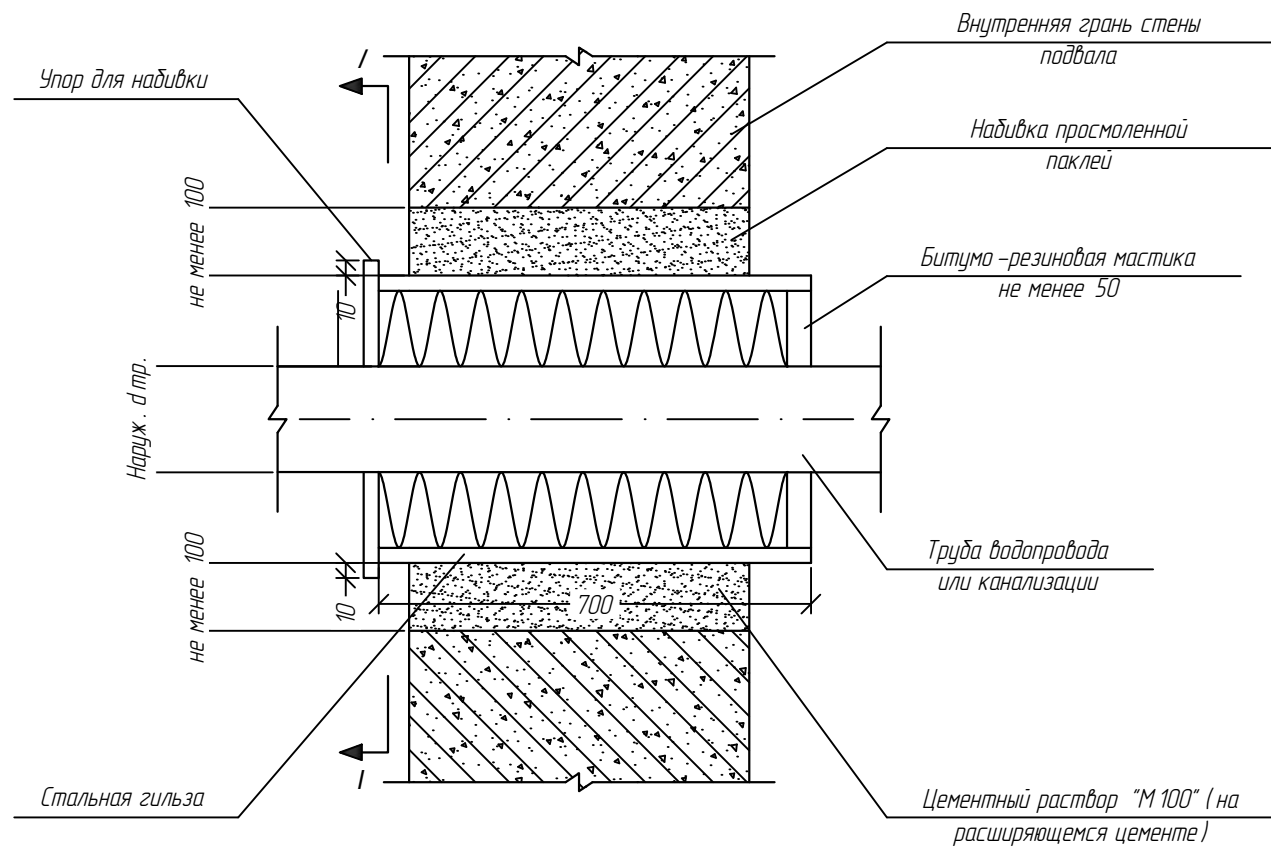 Внутренняя грань стены
подвала
Упор для набивки
I
Набивка просмоленной
паклей
не менее 100
10
Битумо-резиновая мастика
не менее 50
Наруж. d тр.
не менее 100
10
700
Труба водопровода
или канализации
I
Стальная гильза
Цементный раствор "М 100" (на
расширяющемся цементе)